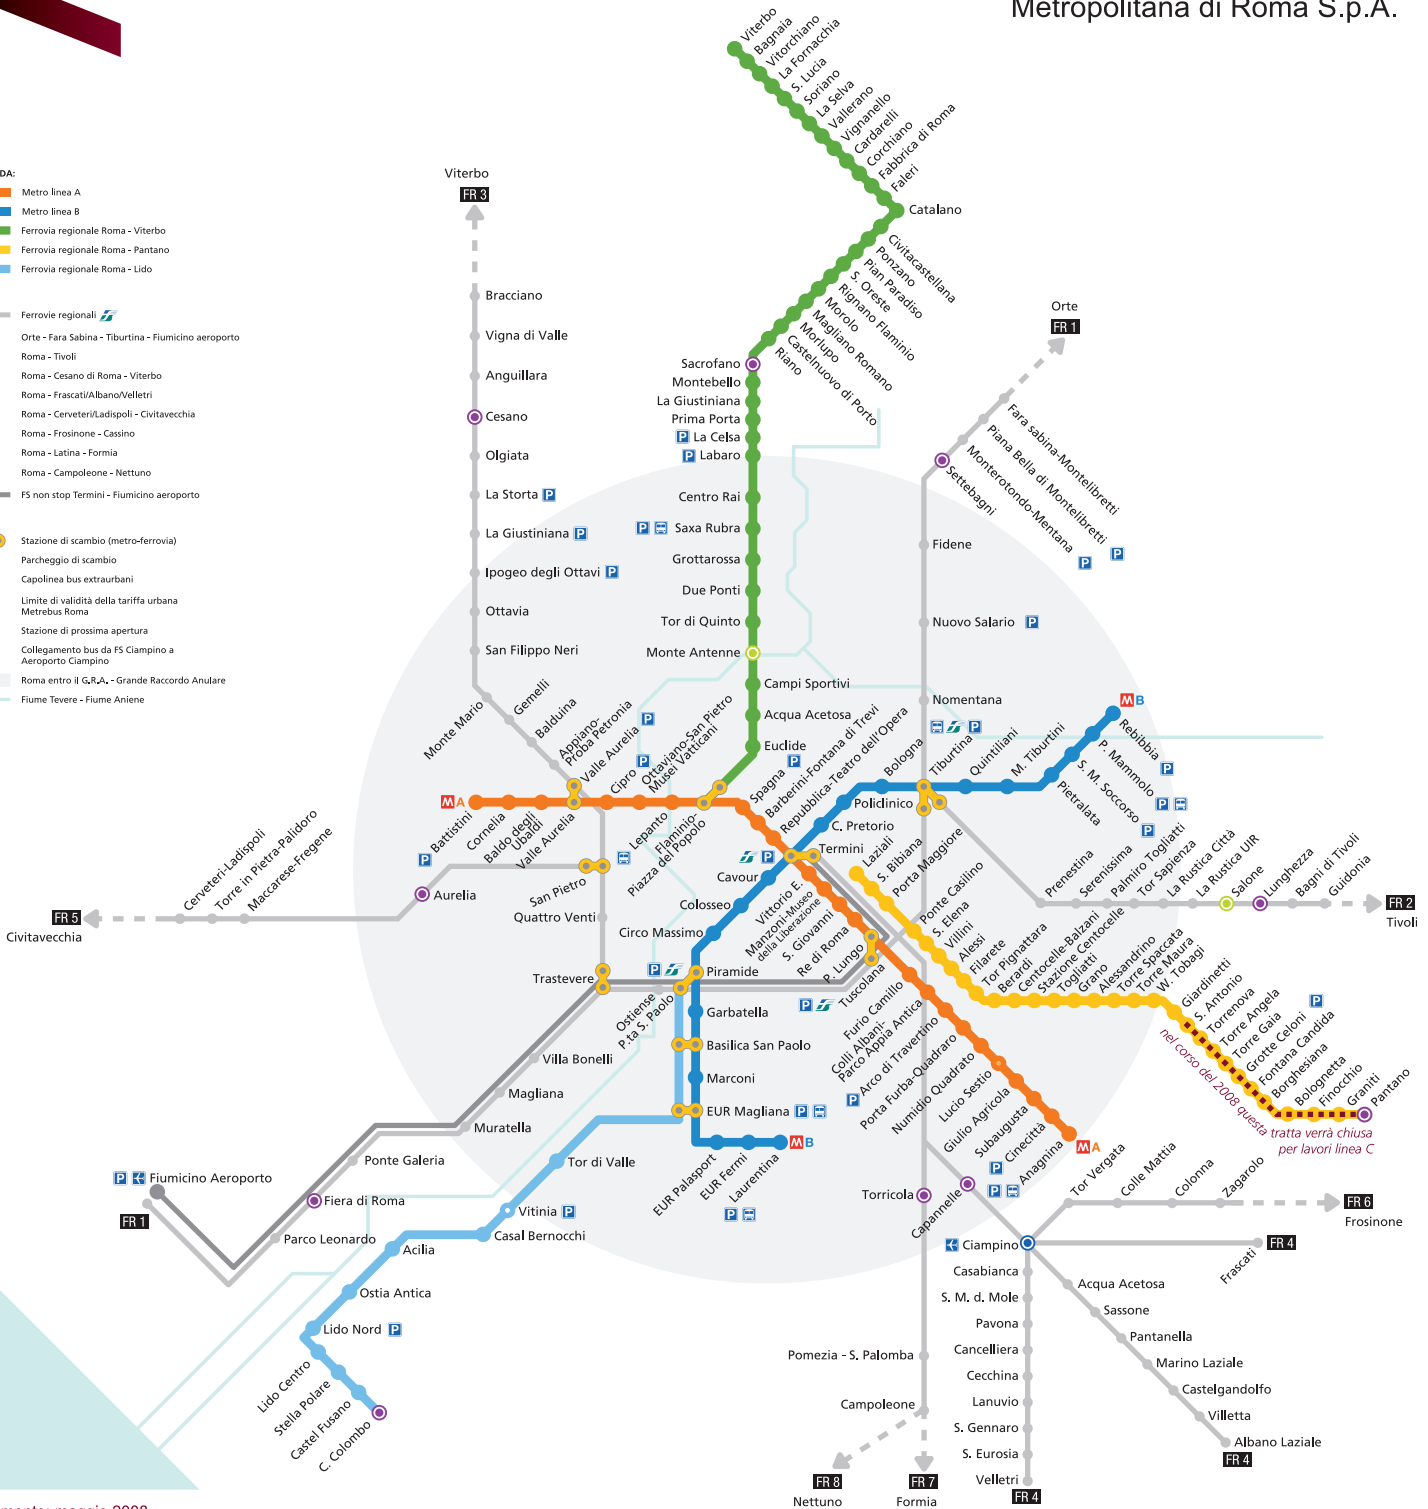 Metropolitana di Roma S.p.A.
DA:
Metro linea A
Metro linea B
Ferrovia regionale Roma - Viterbo
Ferrovia regionale Roma - Pantano
Ferrovia regionale Roma - Lido
Ferrovie regionali
Orte - Fara Sabina - Tiburtina - Fiumicino aeroporto
Roma - Tivoli
Roma - Cesano di Roma - Viterbo
Roma - Frascati/Albano/Velletri
Roma - Cerveteri/Ladispoli - Civitavecchia
Roma - Frosinone - Cassino
Roma - Latina - Formia
Roma - Campoleone - Nettuno
FS non stop Termini - Fiumicino aeroporto
Stazione di scambio (metro-ferrovia)
Parcheggio di scambio
Capolinea bus extraurbani
Limite di validità della tariffa urbana
Metrebus Roma
Stazione di prossima apertura
Collegamento bus da FS Ciampino a
Aeroporto Ciampino
Roma entro il G.R.A. - Grande Raccordo Anulare
Fiume Tevere - Fiume Aniene
Viterbo
Bagnaia
Vitorchiano
La Fornacchia
S. Lucia
Soriano
La Selva
Vallerano
Vignanello
Cardarelli
Corchiano
Fabbrica di Roma
Faleri
Catalano
Civitacastellana
Ponzano
Pian Paradiso
S. Oreste
Rignano Flaminio
Morolo
Magliano Romano
Morlupo
Castelnuovo di Porto
Riano
Sacrofano
Montebello
La Giustiniana
Prima Porta
P La Celsa
P Labaro
Centro Rai
P Saxa Rubra
Grottarossa
Due Ponti
Tor di Quinto
Monte Antenne
Campi Sportivi
Acqua Acetosa
Euclide
Viterbo
FR 3
Bracciano
Vigna di Valle
Anguillara
Cesano
Olgiata
La Storta P
La Giustiniana P
Ipogeo degli Ottavi P
Ottavia
San Filippo Neri
Monte Mario
Gemelli
Balduina
Appiano-
Proba Petronia
Valle Aurelia P
Orte
FR 1
Fara sabina-Montelibretti
Piana Bella di Montelibretti P
Monterotondo-Mentana P
Settebagni
Fidene
Nuovo Salario P
Nomentana
P
Tiburtina
M A
Battistini P
Cornelia
Baldo degli
Ubaldi
Valle Aurelia
Cipro P
Ottaviano-San Pietro
Musei Vatticani
Lepanto
Flaminio-
Piazza
del Popolo
Spagna P
Barberini-Fontana di Trevi
Repubblica-Teatro dell'Opera
Termini
P
Vittorio E.
Manzoni-Museo
della Liberazione
S. Giovanni
Re di Roma
P. Lungo
Tuscolana
P
Furio Camillo
Colli Albani-
Parco Appia Antica
Arco di Travertino
P
Porta Furba-Quadraro
Numidio Quadrato
Lucio Sestio
Giulio Agricola
Subaugusta
Cinecittà
P
Anagnina
P
M A
M B
Rebibbia
P
P. Mammolo
P
S. M. Soccorso
P
Pietralata
M. Tiburtini
Quintiliani
Bologna
Policlinico
C. Pretorio
Cavour
Colosseo
Circo Massimo
Piramide
P
Garbatella
Basilica San Paolo
Marconi
EUR Magliana P
EUR Palasport
EUR Fermi
Laurentina
P
M B
Laziali
S. Bibiana
Porta Maggiore
Ponte Casilino
S. Elena
Villini
Alessi
Filarete
Tor Pignattara
Berardi
Centocelle-Balzani
Stazione Centocelle
Togliatti
Grano
Alessandrino
Torre Spaccata
Torre Maura
W. Tobagi
Giardinetti
S. Antonio
Torrenova
Torre Angela
Torre Gaia
Grotte Celoni P
Fontana Candida
Borghesiana
Bolognetta
Finocchio
Graniti
Pantano
nel corso del 2008 questa
tratta verrà chiusa
per lavori linea C
Prenestina
Serenissima
Palmiro Togliatti
Tor Sapienza
La Rustica Città
La Rustica UIR
Salone
Lunghezza
Bagni di Tivoli
Guidonia
FR 2
Tivoli
FR 5
Civitavecchia
Cerveteri-Ladispoli
Torre in Pietra-Palidoro
Maccarese-Fregene
Aurelia
San Pietro
Quattro Venti
Trastevere
Ostiense
P.ta S. Paolo
Villa Bonelli
Magliana
Muratella
Ponte Galeria
Fiera di Roma
Parco Leonardo
P Fiumicino Aeroporto
FR 1
Tor di Valle
Vitinia P
Casal Bernocchi
Acilia
Ostia Antica
Lido Nord P
Lido Centro
Stella Polare
Castel Fusano
C. Colombo
Torricola
Capannelle
Pomezia - S. Palomba
Campoleone
FR 8
Nettuno
FR 7
Formia
Tor Vergata
Colle Mattia
Colonna
Zagarolo
FR 6
Frosinone
Ciampino
Frascati
FR 4
Casabianca
S. M. d. Mole
Pavona
Cancelliera
Cecchina
Lanuvio
S. Gennaro
S. Eurosia
Velletri
FR 4
Acqua Acetosa
Sassone
Pantanella
Marino Laziale
Castelgandolfo
Villetta
Albano Laziale
FR 4